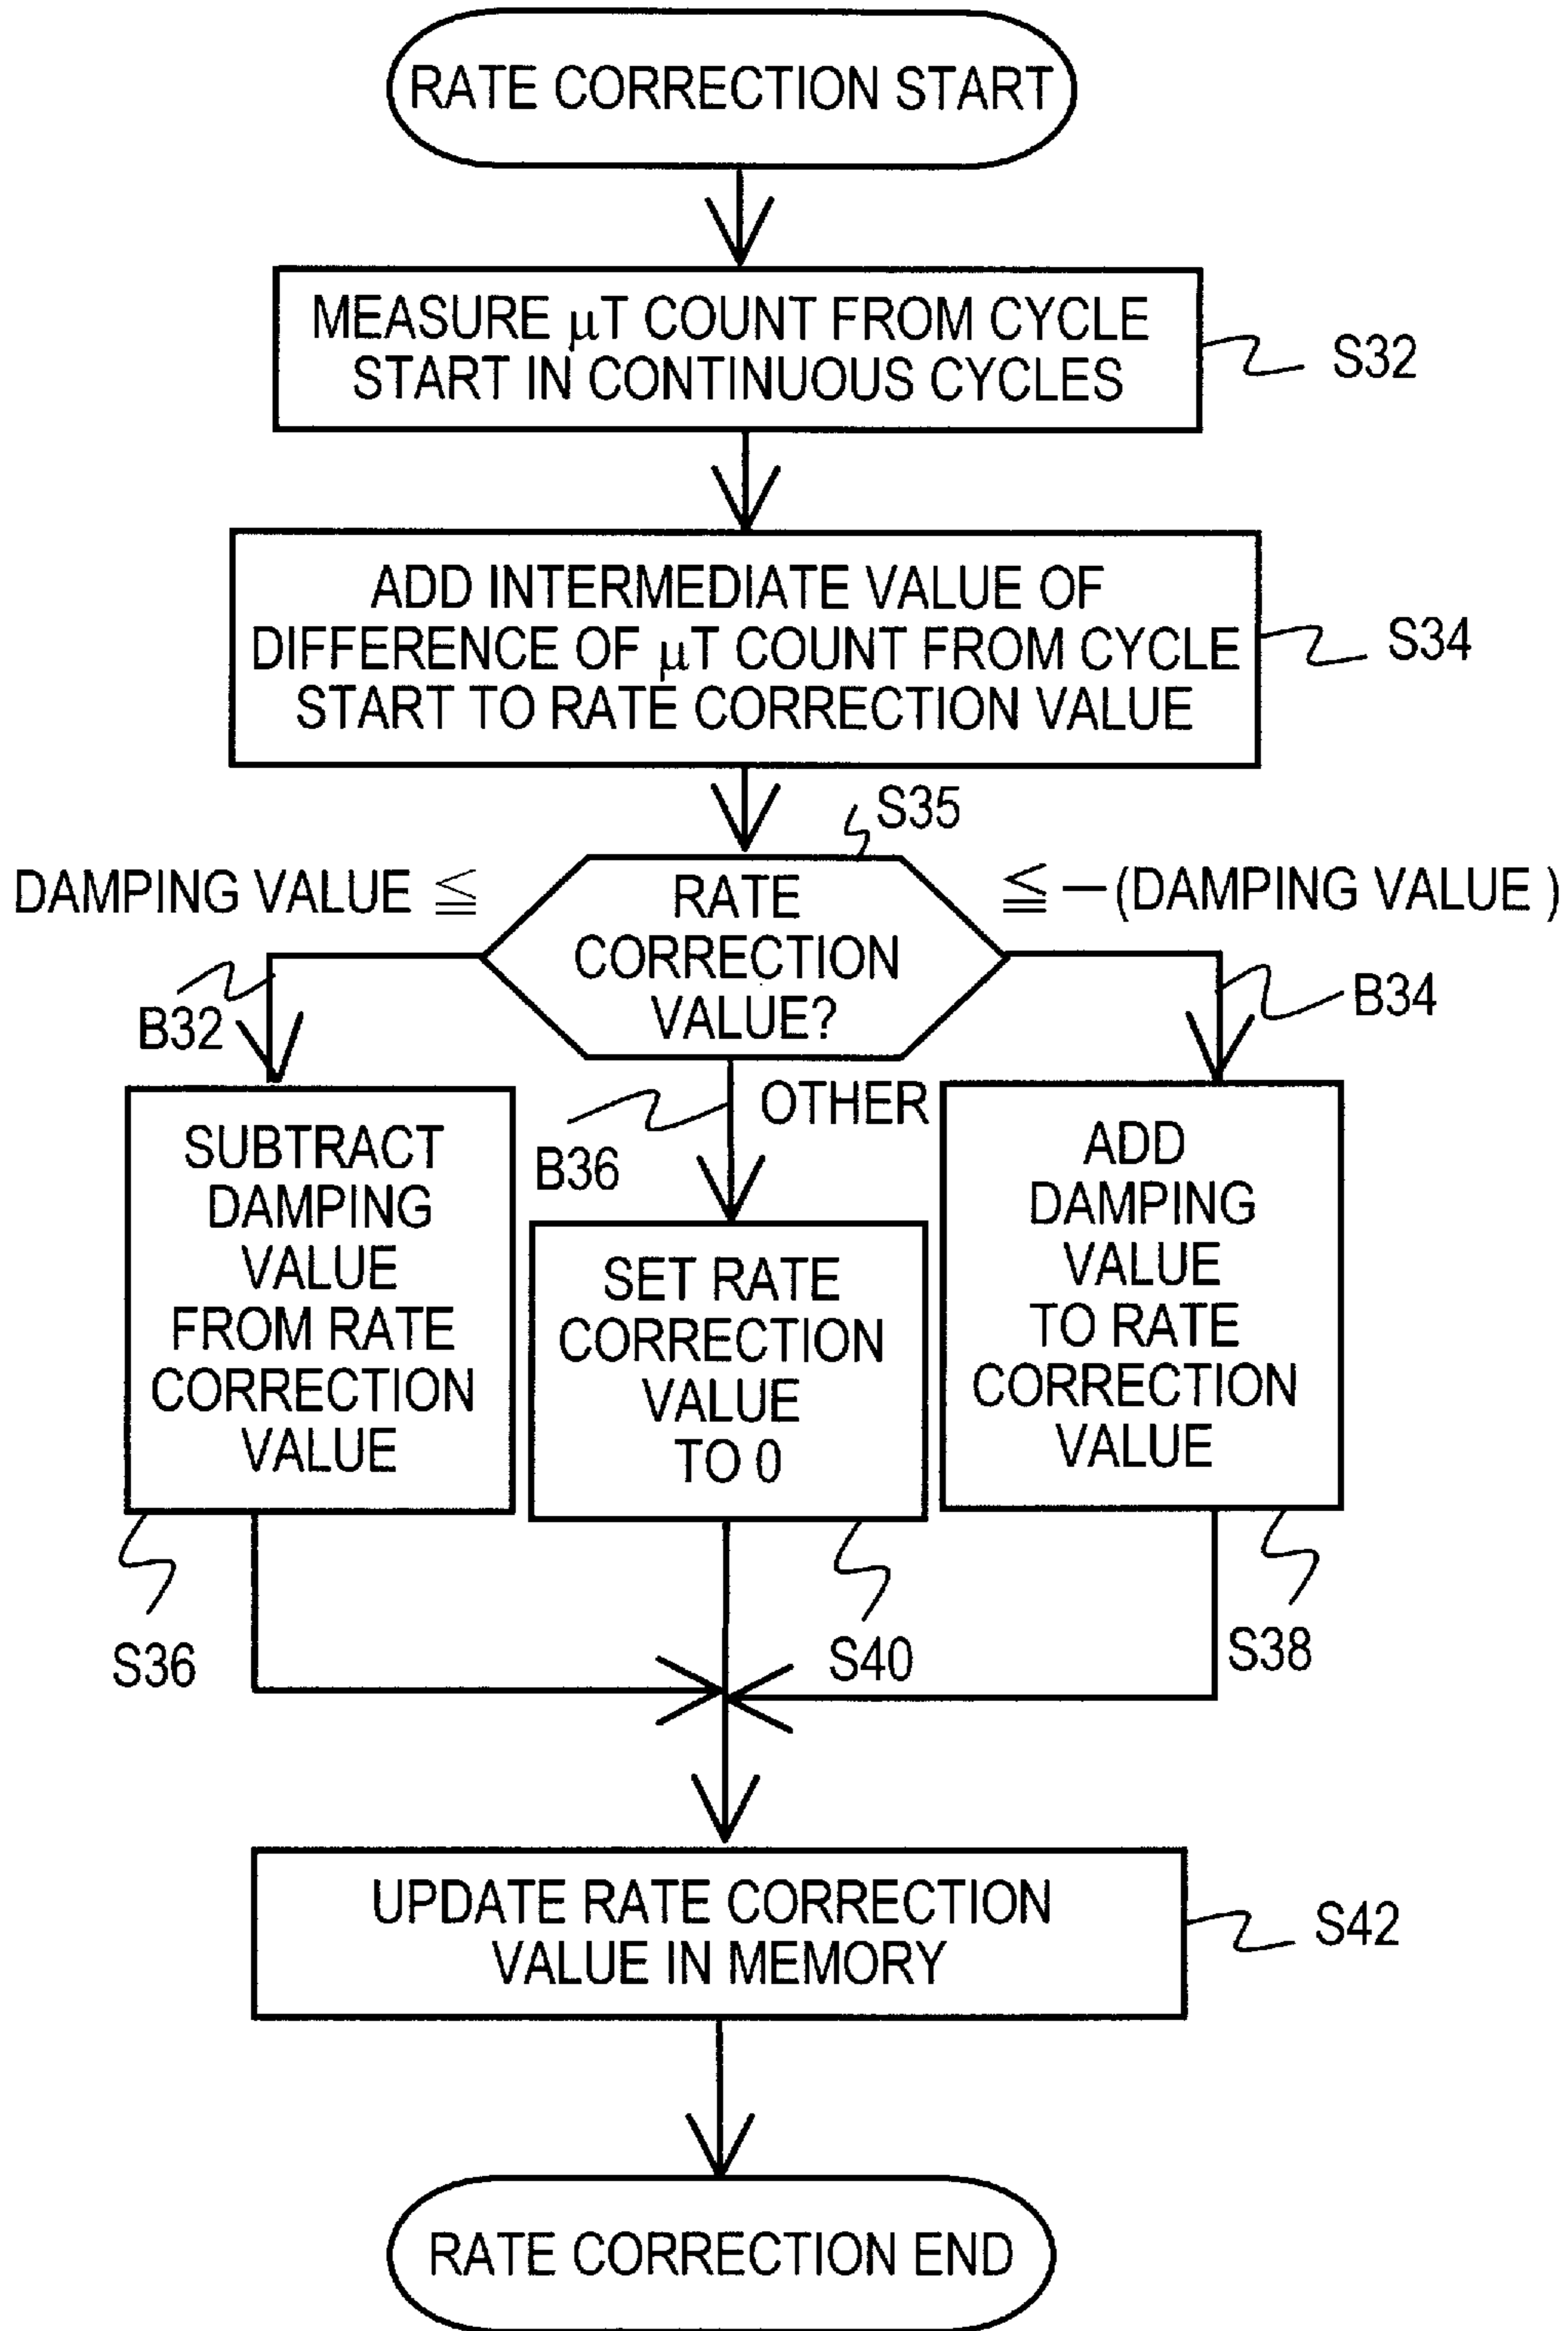 RATE CORRECTION START
MEASURE µT COUNT FROM CYCLE
START IN CONTINUOUS CYCLES
S32
ADD INTERMEDIATE VALUE OF
DIFFERENCE OF µT COUNT FROM CYCLE
START TO RATE CORRECTION VALUE
S34
S35
DAMPING VALUE ≦
RATE
CORRECTION
VALUE?
≦ －(DAMPING VALUE )
B32
B34
B36
OTHER
SUBTRACT
DAMPING
VALUE
FROM RATE
CORRECTION
VALUE
SET RATE
CORRECTION
VALUE
TO 0
ADD
DAMPING
VALUE
TO RATE
CORRECTION
VALUE
S36
S40
S38
UPDATE RATE CORRECTION
VALUE IN MEMORY
S42
RATE CORRECTION END